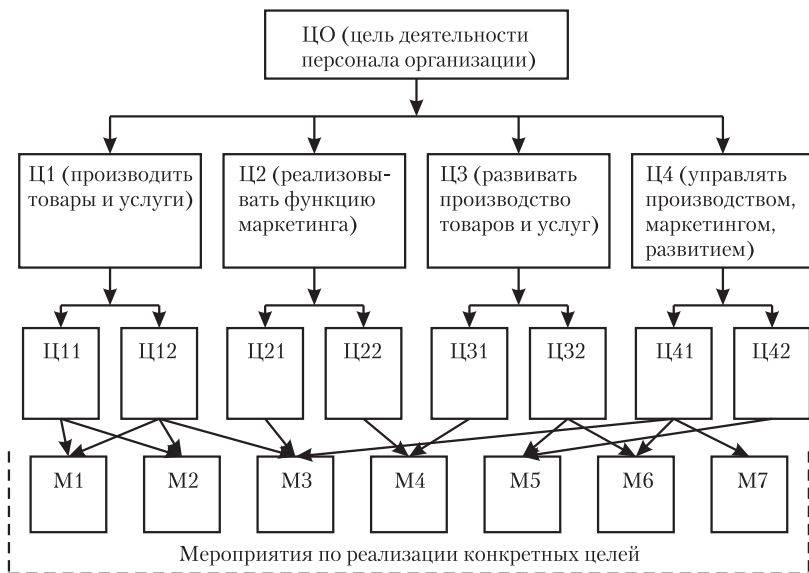 ЦО (цель деятельности
персонала организации)
Ц1 (производить
товары и услуги)
Ц2 (реализовы-
вать функцию
маркетинга)
Ц3 (развивать
производство
товаров и услуг)
Ц4 (управлять
производством,
маркетингом,
развитием)
Ц11
Ц12
Ц21
Ц22
Ц31
Ц32
Ц41
Ц42
М1
М2
М3
М4
М5
М6
М7
Мероприятия по реализации конкретных целей